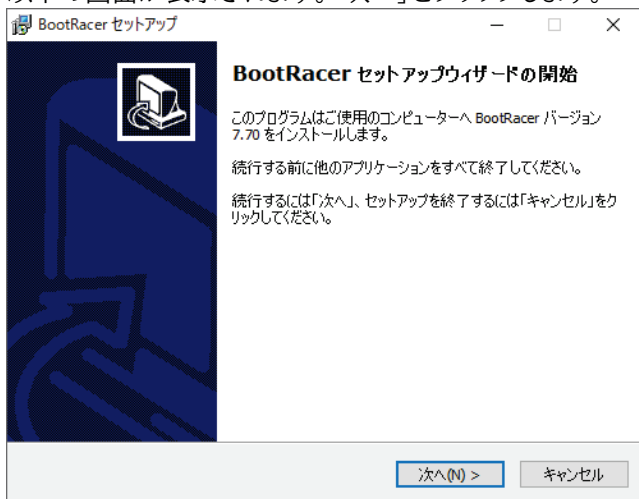 BootRacer セットアップ
BootRacer セットアップウィザードの開始
このプログラムはご使用のコンピューターへ BootRacer バージョン
7.70 をインストールします。
続行する前に他のアプリケーションをすべて終了してください。
続行するには「次へ」、セットアップを終了するには「キャンセル」をク
リックしてください。
次へ(N) >
キャンセル